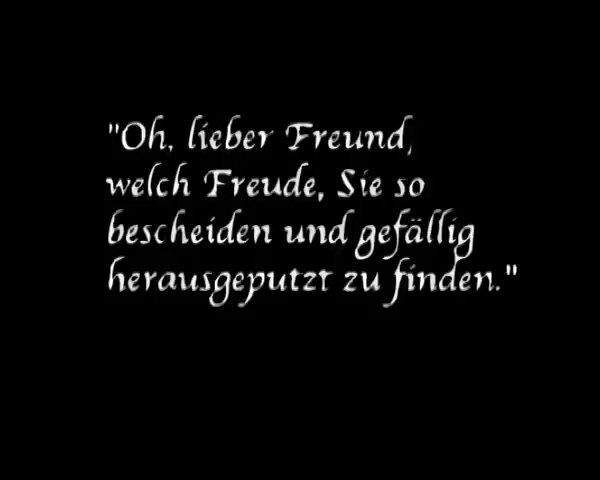 "Oh, lieber Freund,
welch Freude, Sie so
bescheiden und gefällig
herausgeputzt zu finden."